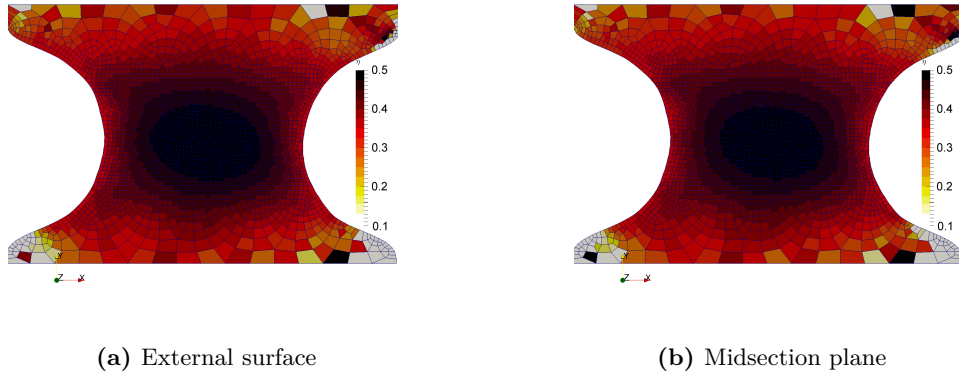 η
0.5
0.4
0.3
0.2
0.1
Y
Z X
η
0.5
0.4
0.3
0.2
0.1
Y
Z X
(a) External surface
(b) Midsection plane